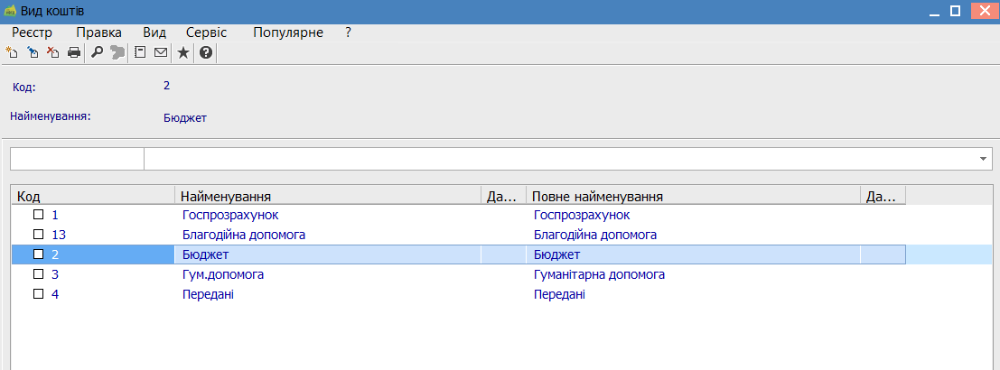 Вид коштів
Реєстр Правка Вид Сервіс Популярне ?
Код: 2
Найменування: Бюджет
Код Найменування Да... Повне найменування Да...
1 Госпрозрахунок Госпрозрахунок
13 Благодійна допомога Благодійна допомога
2 Бюджет Бюджет
3 Гум.допомога Гуманітарна допомога
4 Передані Передані